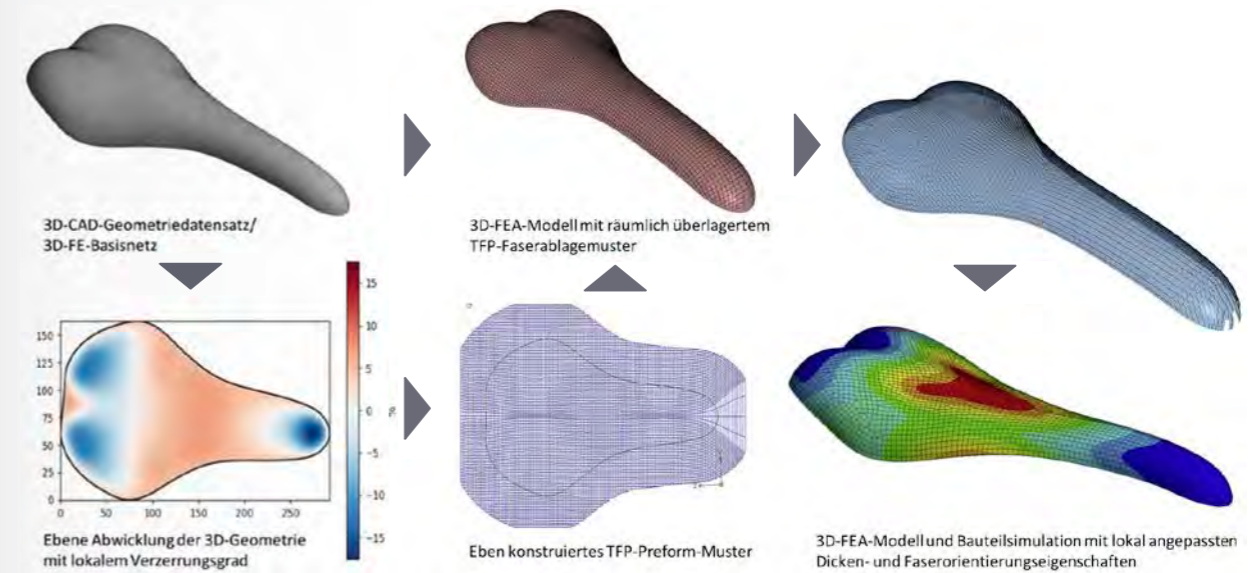 3D-CAD-Geometriedatensatz/
3D-FE-Basisnetz
3D-FEA-Modell mit räumlich überlagertem
TFP-Faserablagemuster
15
10
5
0
−5
−10
−15
%
150
125
100
75
50
25
0
0 50 100 150 200 250
Ebene Abwicklung der 3D-Geometrie
mit lokalem Verzerrungsgrad
Eben konstruiertes TFP-Preform-Muster
3D-FEA-Modell und Bauteilsimulation mit lokal angepassten
Dicken- und Faserorientierungseigenschaften